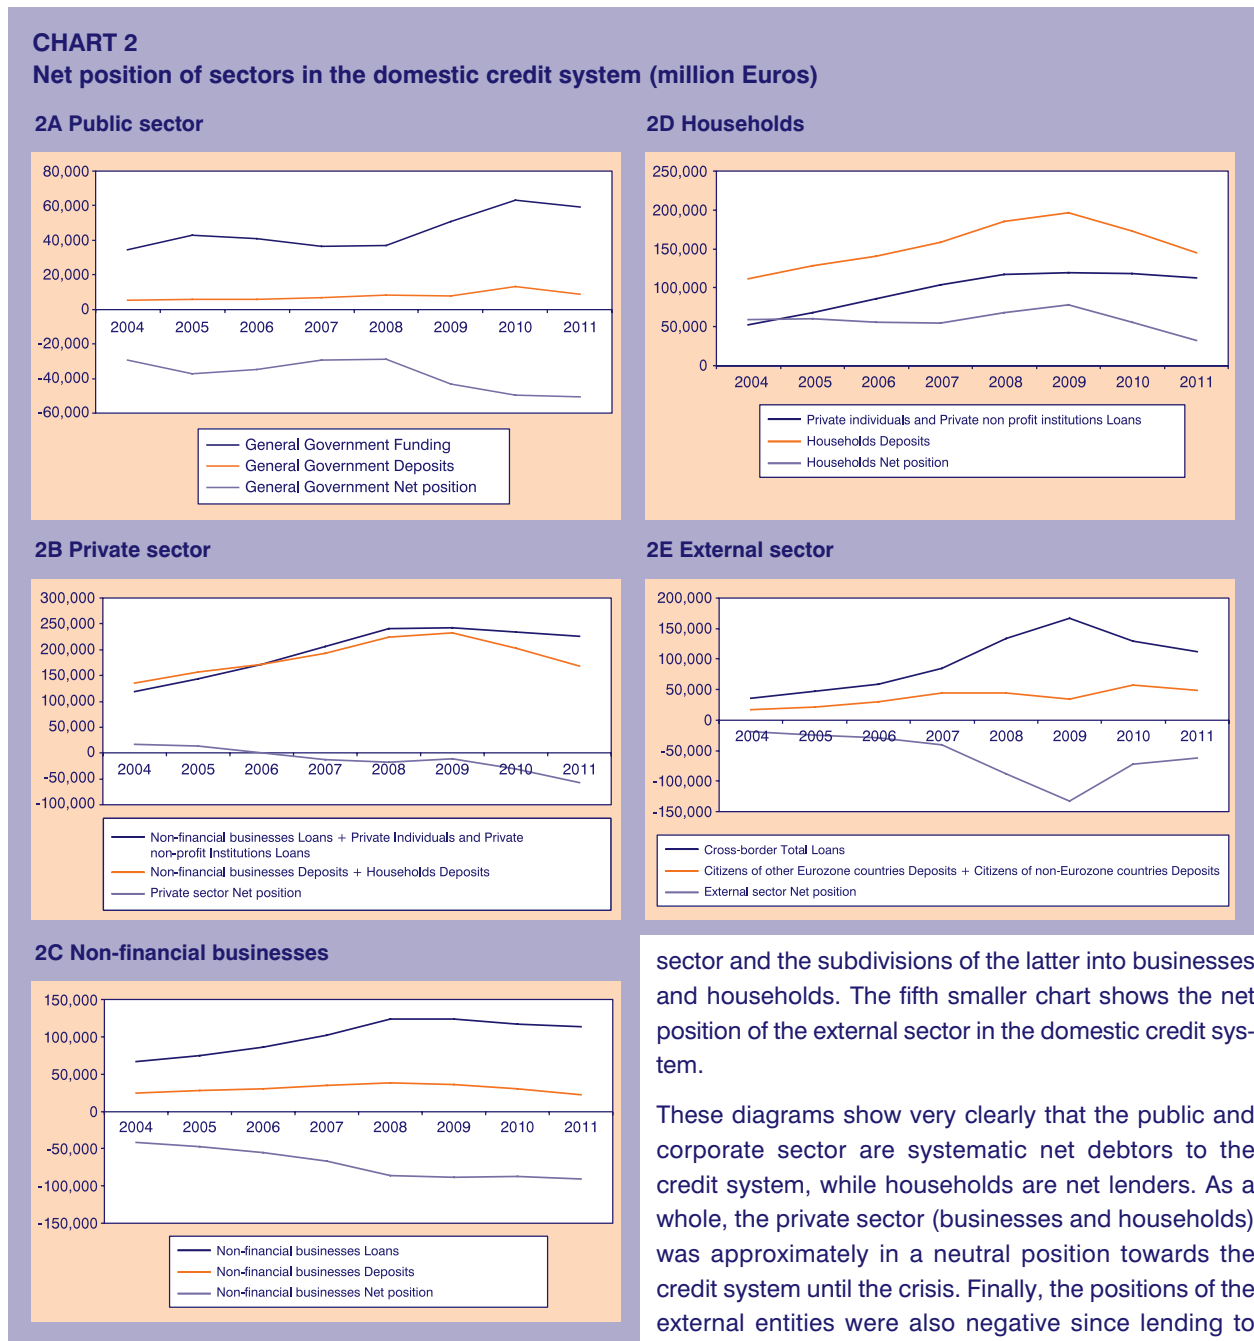 CHART 2
Net position of sectors in the domestic credit system (million Euros)
2A Public sector
80,000
60,000
40,000
20,000
0
-20,000
-40,000
-60,000
2004 2005 2006 2007 2008 2009 2010 2011
General Government Funding
General Government Deposits
General Government Net position
2B Private sector
300,000
250,000
200,000
150,000
100,000
50,000
0
-50,000
-100,000
2004 2005 2006 2007 2008 2009 2010 2011
Non-financial businesses Loans + Private Individuals and Private
non-profit Institutions Loans
Non-financial businesses Deposits + Households Deposits
Private sector Net position
2C Non-financial businesses
150,000
100,000
50,000
0
-50,000
-100,000
-150,000
2004 2005 2006 2007 2008 2009 2010 2011
Non-financial businesses Loans
Non-financial businesses Deposits
Non-financial businesses Net position
2D Households
250,000
200,000
150,000
100,000
50,000
0
2004 2005 2006 2007 2008 2009 2010 2011
Private individuals and Private non profit institutions Loans
Households Deposits
Households Net position
2E External sector
200,000
150,000
100,000
50,000
0
-50,000
-100,000
-150,000
2004 2005 2006 2007 2008 2009 2010 2011
Cross-border Total Loans
Citizens of other Eurozone countries Deposits + Citizens of non-Eurozone countries Deposits
External sector Net position
sector and the subdivisions of the latter into businesses
and households. The fifth smaller chart shows the net
position of the external sector in the domestic credit sys-
tem.
These diagrams show very clearly that the public and
corporate sector are systematic net debtors to the
credit system, while households are net lenders. As a
whole, the private sector (businesses and households)
was approximately in a neutral position towards the
credit system until the crisis. Finally, the positions of the
external entities were also negative since lending to